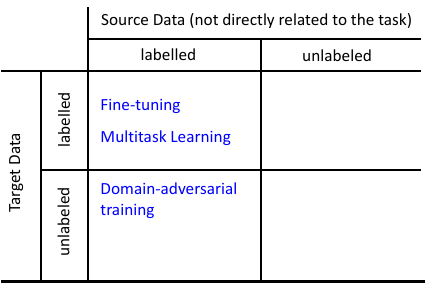 Source Data (not directly related to the task)
labelled
unlabeled
Target Data
labelled
Fine-tuning
Multitask Learning
unlabeled
Domain-adversarial
training